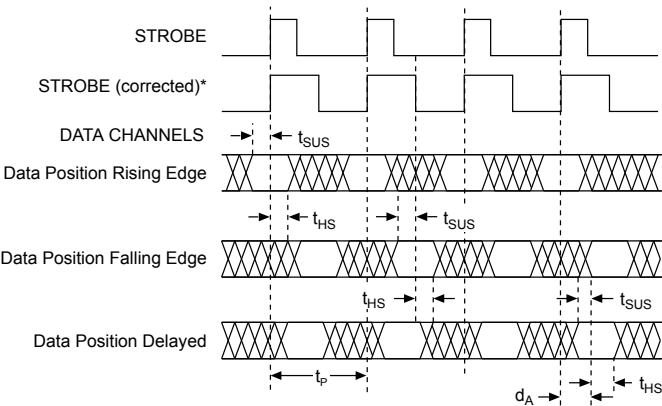 STROBE
STROBE (corrected)*
DATA CHANNELS
tSUS
Data Position Rising Edge
tHS
tSUS
Data Position Falling Edge
tHS
tSUS
Data Position Delayed
tP
tHS
dA